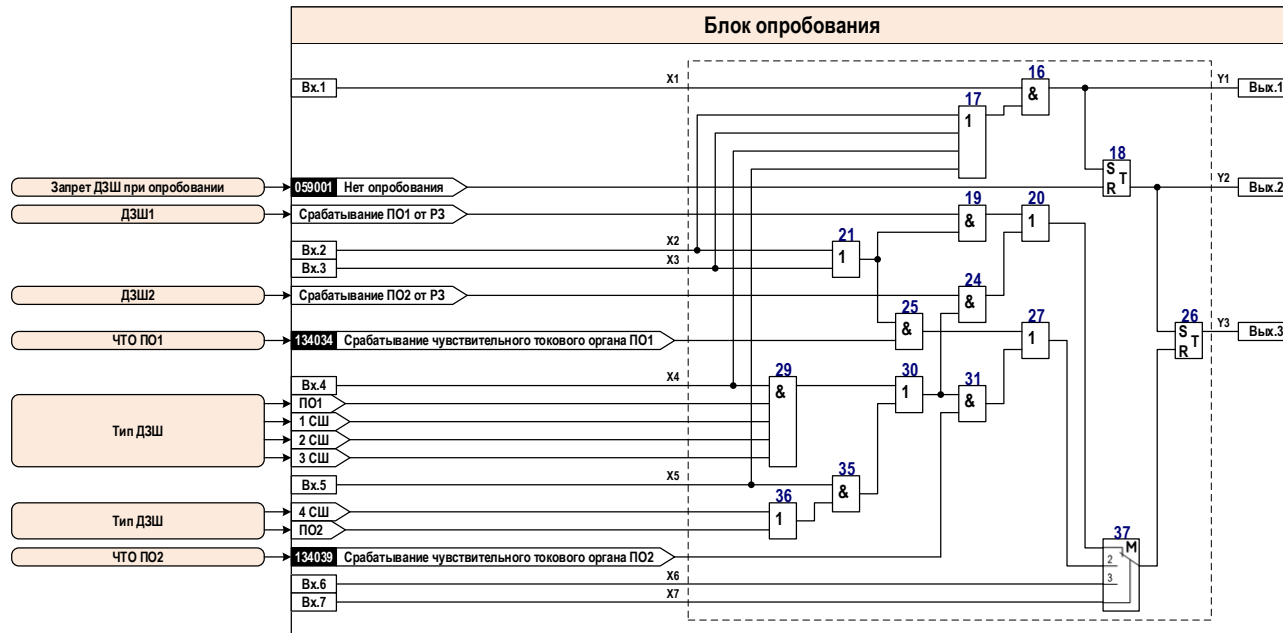 Блок опробования
Вх.1
X1
16
&
Y1
Вых.1
17
1
18
S T
R
Запрет ДЗШ при опробовании
059001 Нет опробования
Y2
Вых.2
ДЗШ1
Срабатывание ПО1 от РЗ
19
&
20
1
Вх.2
X2
21
1
Вх.3
X3
ДЗШ2
Срабатывание ПО2 от РЗ
24
&
25
&
27
1
26
S T
R
Y3
Вых.3
ЧТО ПО1
134034 Срабатывание чувствительного токового органа ПО1
Вх.4
X4
29
&
30
1
31
&
Тип ДЗШ
ПО1
1 СШ
2 СШ
3 СШ
Вх.5
X5
35
&
36
1
Тип ДЗШ
4 СШ
ПО2
ЧТО ПО2
134039 Срабатывание чувствительного токового органа ПО2
37
M
2
3
Вх.6
X6
Вх.7
X7